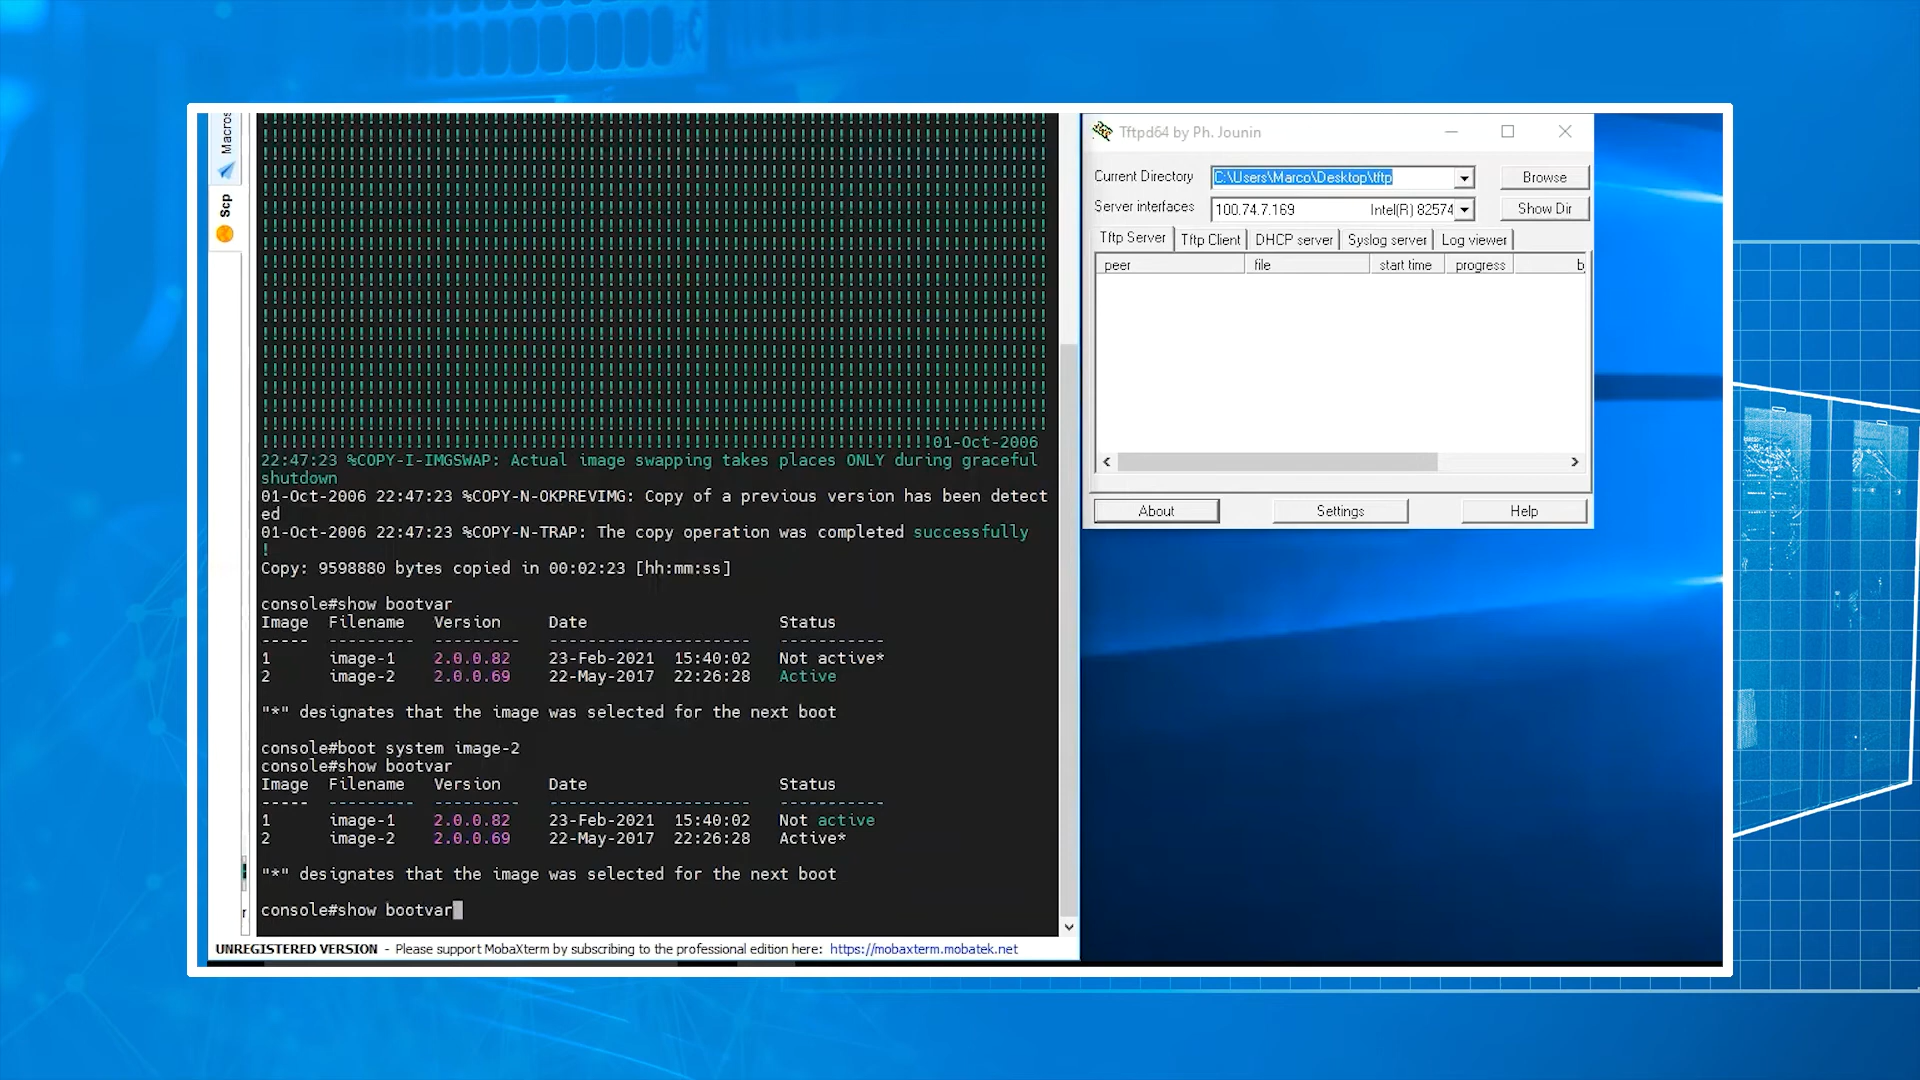 Macros
Scp
!!!!!!!!!!!!!!!!!!!!!!!!!!!!!!!!!!!!!!!!!!!!!!!!!!!!!!!!!!!!!!!!!!!!!!01-Oct-2006
22:47:23 %COPY-I-IMGSWAP: Actual image swapping takes places ONLY during graceful
shutdown
01-Oct-2006 22:47:23 %COPY-N-OKPREVIMG: Copy of a previous version has been detect
ed
01-Oct-2006 22:47:23 %COPY-N-TRAP: The copy operation was completed successfully
!
Copy: 9598880 bytes copied in 00:02:23 [hh:mm:ss]
console#show bootvar
Image Filename Version Date Status
----- --------- --------- --------------------- -----------
1 image-1 2.0.0.82 23-Feb-2021 15:40:02 Not active*
2 image-2 2.0.0.69 22-May-2017 22:26:28 Active
"*" designates that the image was selected for the next boot
console#boot system image-2
console#show bootvar
Image Filename Version Date Status
----- --------- --------- --------------------- -----------
1 image-1 2.0.0.82 23-Feb-2021 15:40:02 Not active
2 image-2 2.0.0.69 22-May-2017 22:26:28 Active*
"*" designates that the image was selected for the next boot
console#show bootvar
UNREGISTERED VERSION - Please support MobaXterm by subscribing to the professional edition here: https://mobaxterm.mobatek.net
Tftpd64 by Ph. Jounin
Current Directory C:\Users\Marco\Desktop\tftp Browse
Server interfaces 100.74.7.169 Intel(R) 82574 Show Dir
Tftp Server Tftp Client DHCP server Syslog server Log viewer
peer file start time progress b
About Settings Help